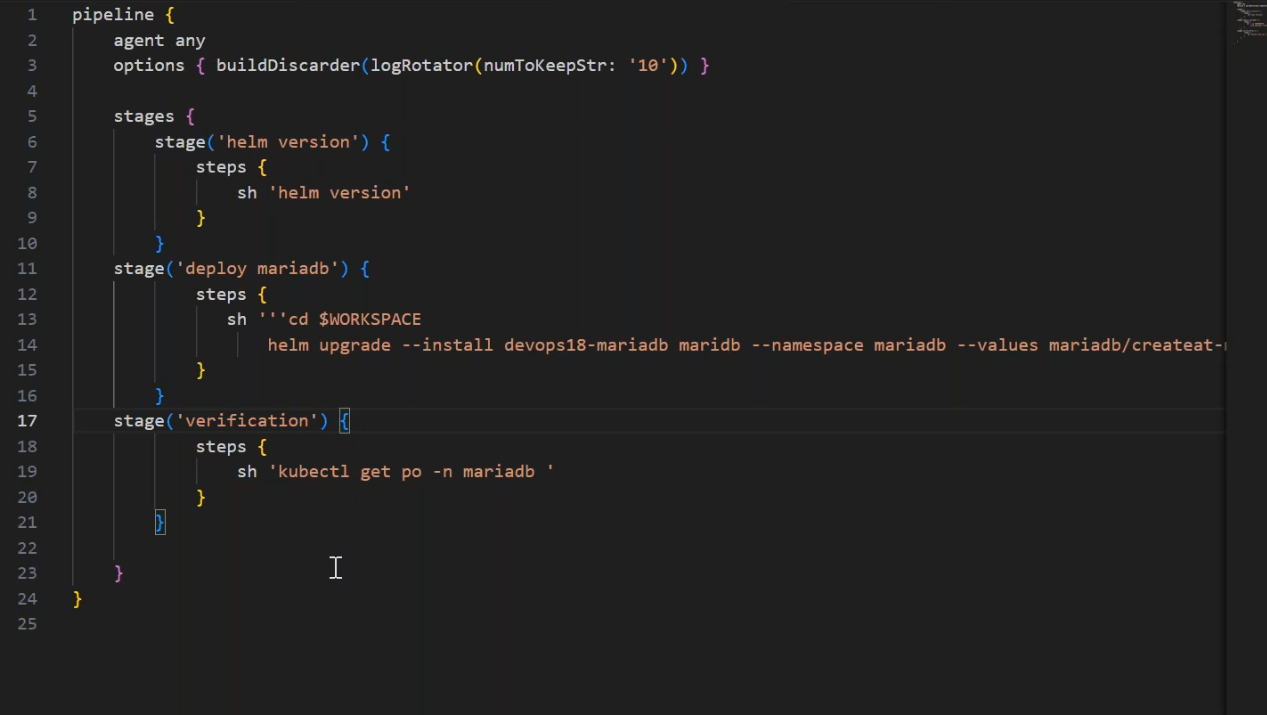 1 pipeline {
2 agent any
3 options { buildDiscarder(logRotator(numToKeepStr: '10')) }
4
5 stages {
6 stage('helm version') {
7 steps {
8 sh 'helm version'
9 }
10 }
11 stage('deploy mariadb') {
12 steps {
13 sh '''cd $WORKSPACE
14 helm upgrade --install devops18-mariadb maridb --namespace mariadb --values mariadb/createat-
15 }
16 }
17 stage('verification') {
18 steps {
19 sh 'kubectl get po -n mariadb '
20 }
21 }
22
23 }
24 }
25